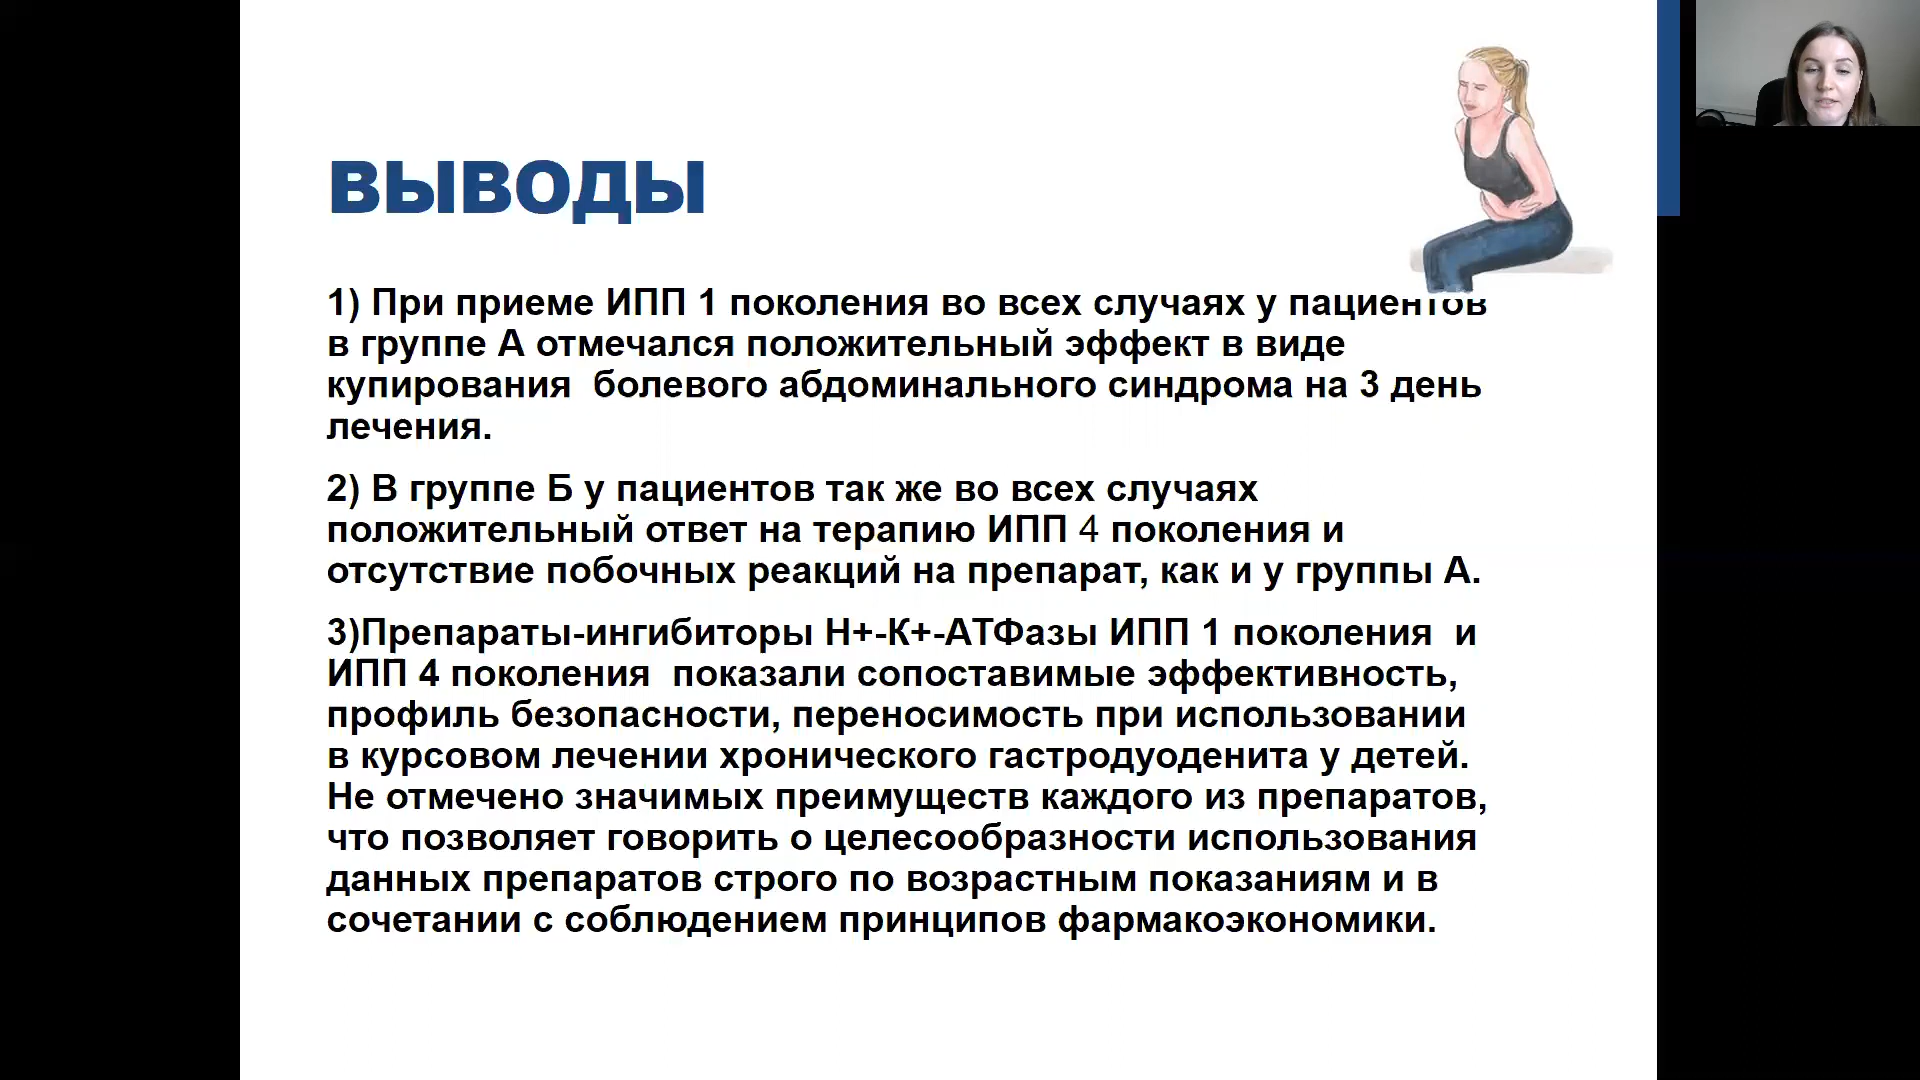 ВЫВОДЫ
1) При приеме ИПП 1 поколения во всех случаях у пациентов
в группе А отмечался положительный эффект в виде
купирования  болевого абдоминального синдрома на 3 день
лечения.
2) В группе Б у пациентов так же во всех случаях
положительный ответ на терапию ИПП 4 поколения и
отсутствие побочных реакций на препарат, как и у группы А.
3)Препараты-ингибиторы Н+-К+-АТФазы ИПП 1 поколения  и
ИПП 4 поколения  показали сопоставимые эффективность,
профиль безопасности, переносимость при использовании
в курсовом лечении хронического гастродуоденита у детей.
Не отмечено значимых преимуществ каждого из препаратов,
что позволяет говорить о целесообразности использования
данных препаратов строго по возрастным показаниям и в
сочетании с соблюдением принципов фармакоэкономики.